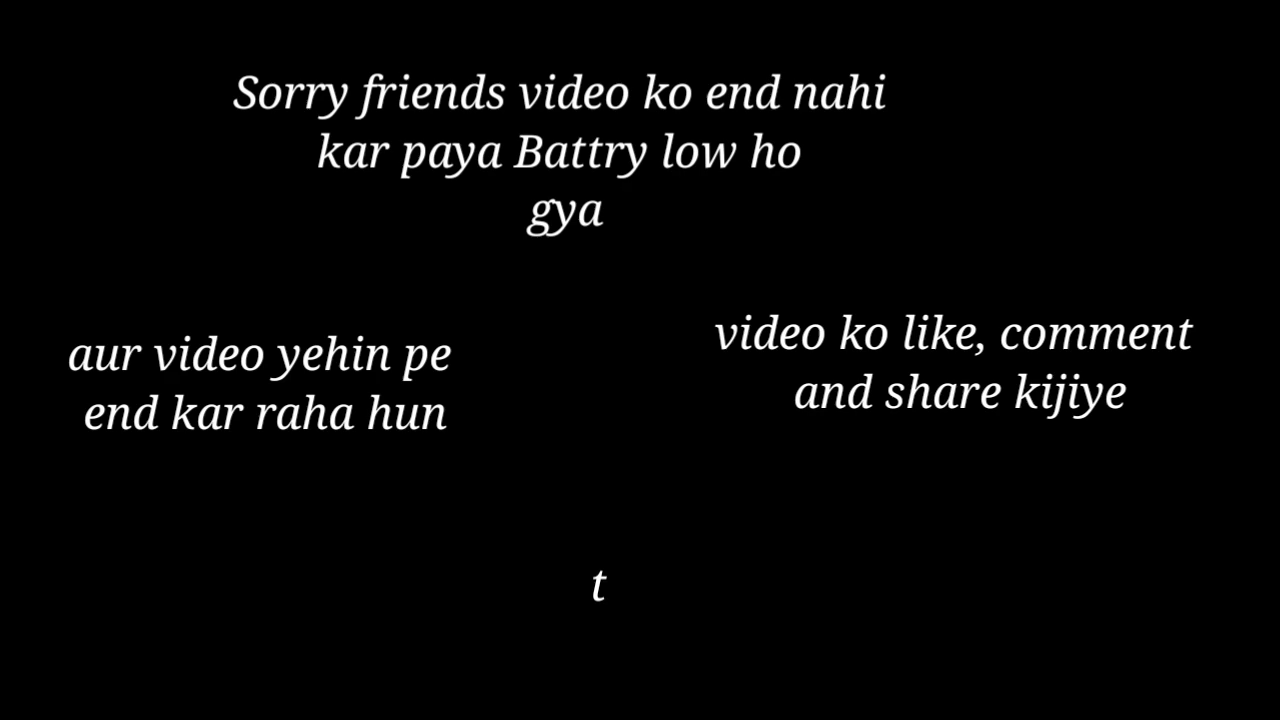 Sorry friends video ko end nahi
kar paya Battry low ho
gya
aur video yehin pe
end kar raha hun
video ko like, comment
and share kijiye
t